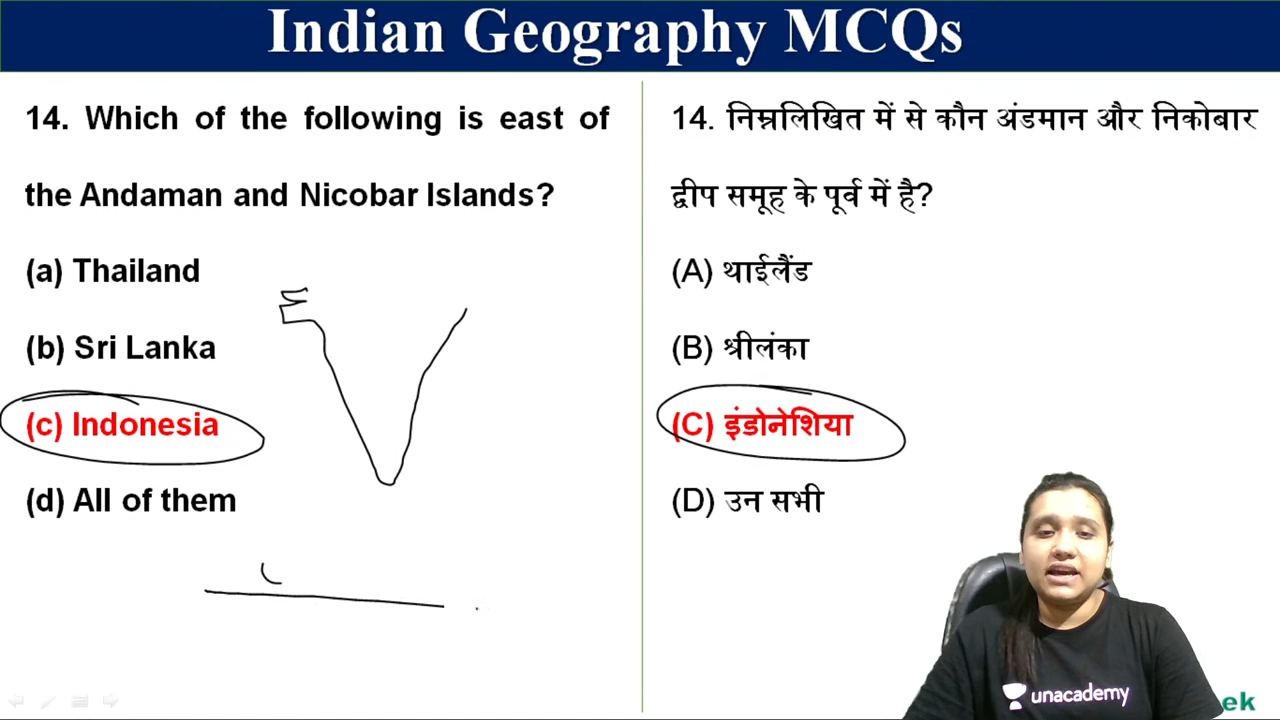 Indian Geography MCQs
14. Which of the following is east of
the Andaman and Nicobar Islands?
(a) Thailand
(b) Sri Lanka
(c) Indonesia
(d) All of them
14. निम्नलिखित में से कौन अंडमान और निकोबार
द्वीप समूह के पूर्व में है?
(A) थाईलैंड
(B) श्रीलंका
(C) इंडोनेशिया
(D) उन सभी
unacademy
ek